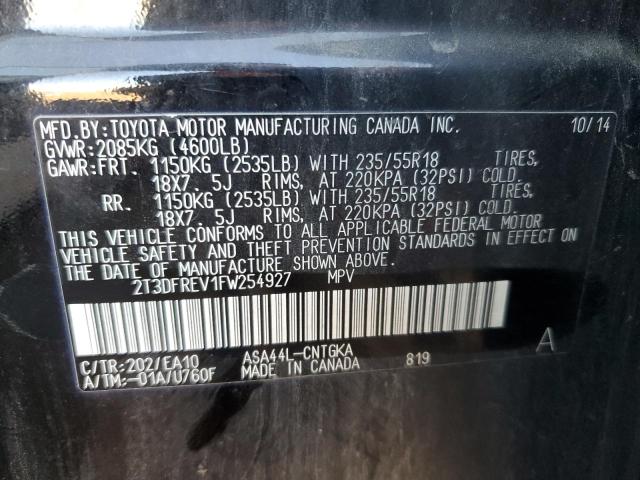 MFD.BY:TOYOTA MOTOR MANUFACTURING CANADA INC. 10/14
GVWR:2085KG (4600LB)
GAWR:FRT. 1150KG (2535LB) WITH 235/55R18 TIRES,
18X7.5J RIMS, AT 220KPA (32PSI) COLD.
RR. 1150KG (2535LB) WITH 235/55R18 TIRES,
18X7.5J RIMS, AT 220KPA (32PSI) COLD.
THIS VEHICLE CONFORMS TO ALL APPLICABLE FEDERAL MOTOR
VEHICLE SAFETY AND THEFT PREVENTION STANDARDS IN EFFECT ON
THE DATE OF MANUFACTURE SHOWN ABOVE.
2T3DFREV1FW254927 MPV
C/TR:202/EA10 ASA44L-CNTGKA 819 A
A/TM:-01A/U760F MADE IN CANADA